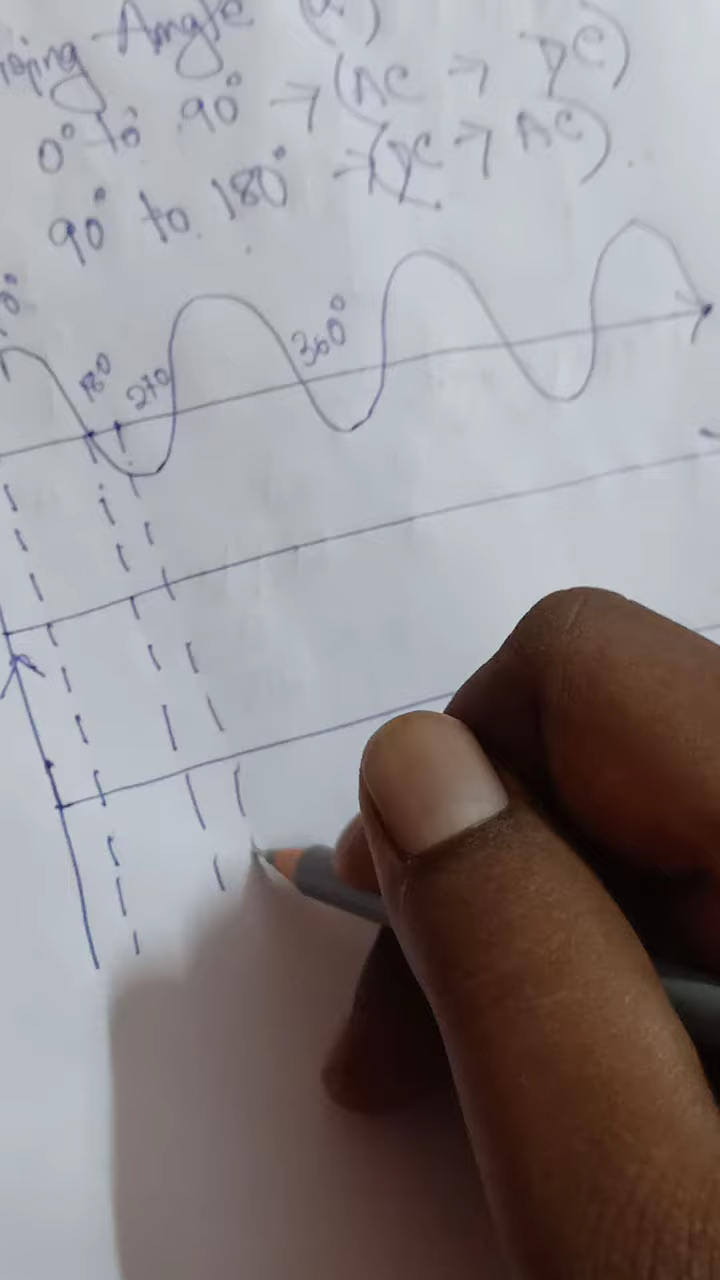 Angle
0° to 90° → (AC → DC)
90° to 180° → (DC → AC)
180
270
360°